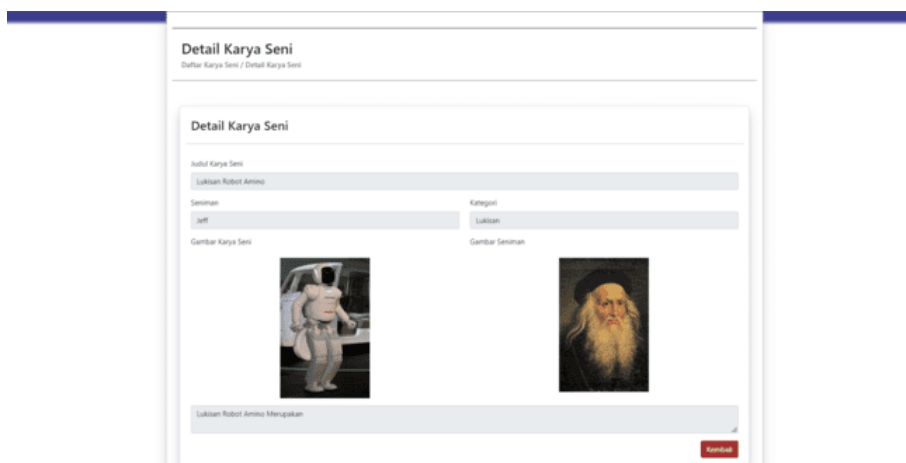 Detail Karya Seni
Daftar Karya Seni / Detail Karya Seni
Detail Karya Seni
Judul Karya Seni
Lukisan Robot Amino
Seniman
Kategori
Jeff
Lukisan
Gambar Karya Seni
Gambar Seniman
Lukisan Robot Amino Merupakan
Kembali